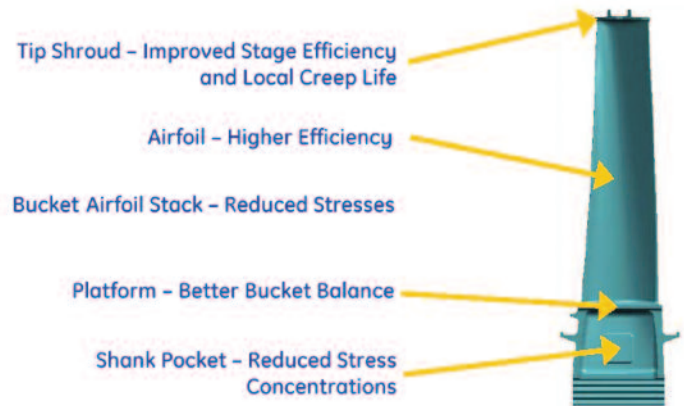 Tip Shroud – Improved Stage Efficiency
and Local Creep Life
Airfoil – Higher Efficiency
Bucket Airfoil Stack – Reduced Stresses
Platform – Better Bucket Balance
Shank Pocket – Reduced Stress
Concentrations